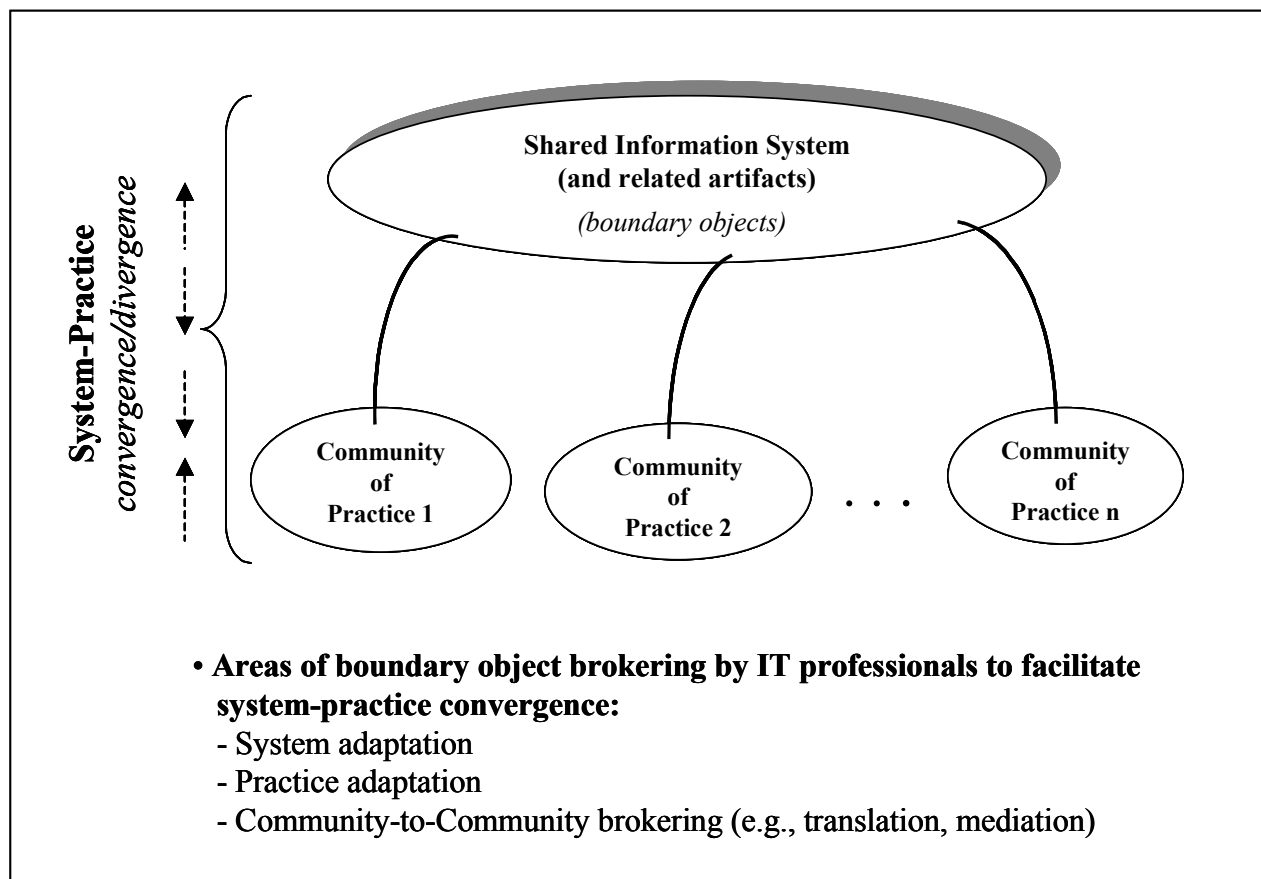 Shared Information System
(and related artifacts)
(boundary objects)
System-Practice
convergence/divergence
Community
of
Practice 1
Community
of
Practice 2
. . .
Community
of
Practice n
• Areas of boundary object brokering by IT professionals to facilitate
system-practice convergence:
- System adaptation
- Practice adaptation
- Community-to-Community brokering (e.g., translation, mediation)